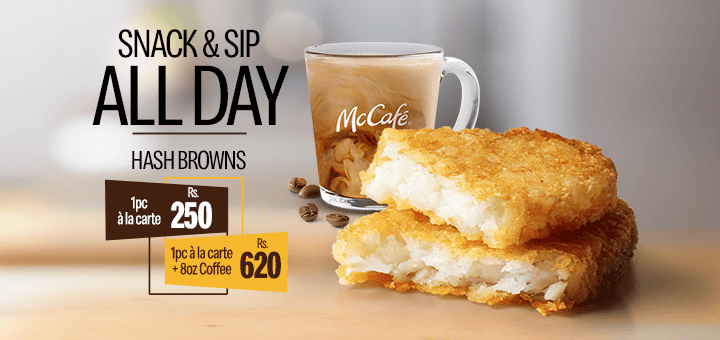 SNACK & SIP
ALL DAY
HASH BROWNS
1pc
à la carte
Rs.
250
1pc à la carte
+ 8oz Coffee
Rs.
620
McCafé®